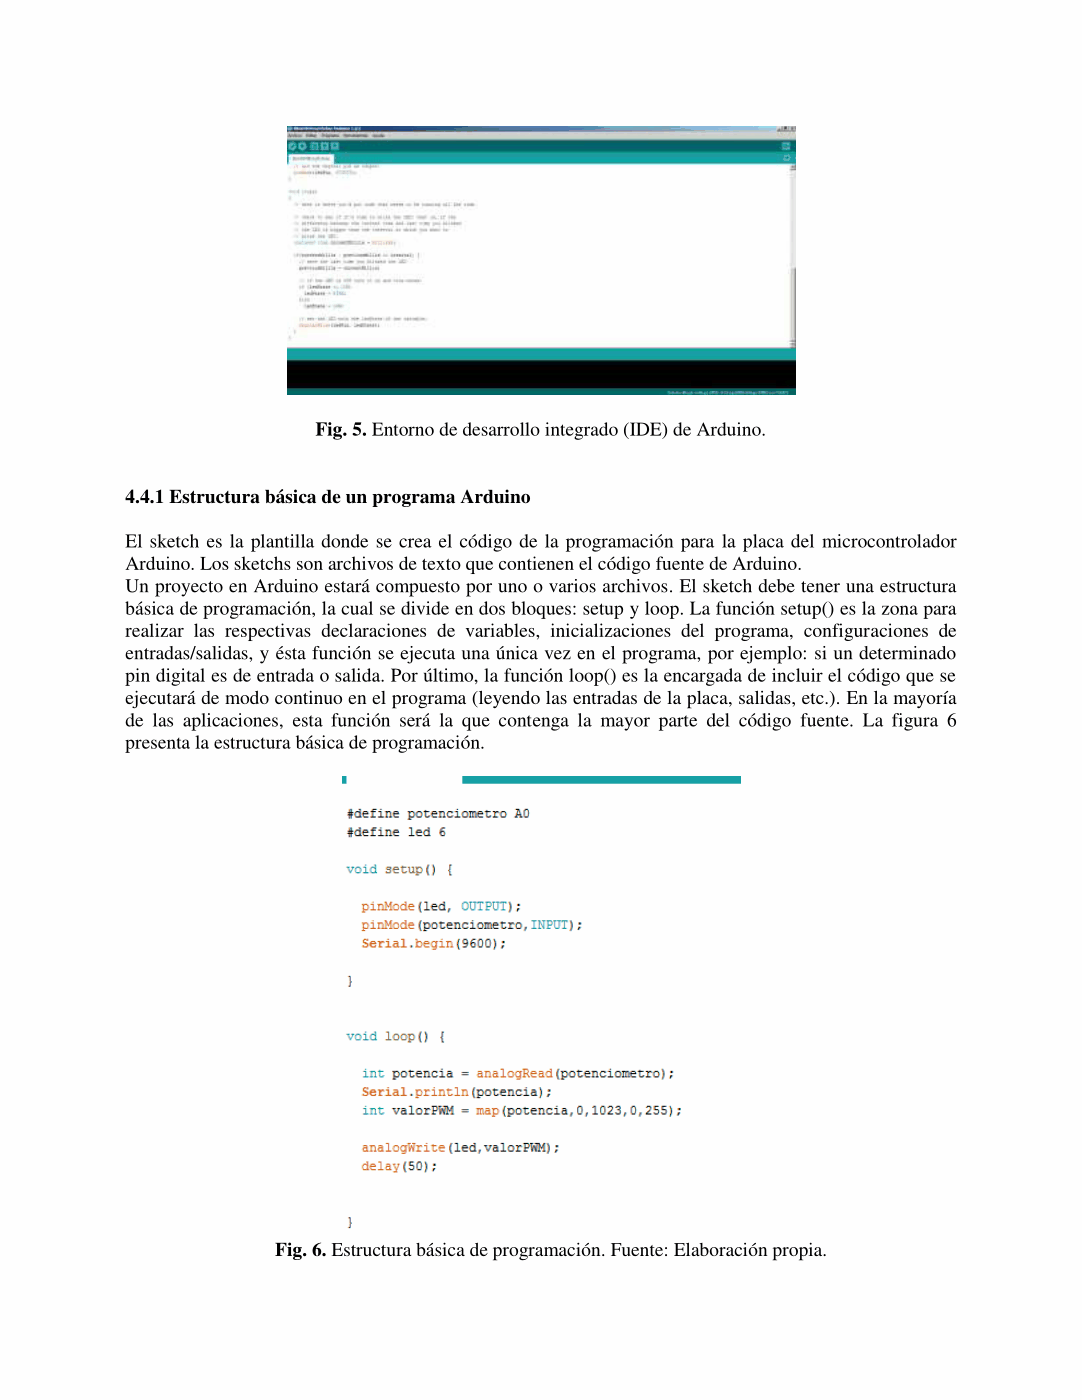 void loop()
Fig. 5. Entorno de desarrollo integrado (IDE) de Arduino.
4.4.1 Estructura básica de un programa Arduino
El sketch es la plantilla donde se crea el código de la programación para la placa del microcontrolador
Arduino. Los sketchs son archivos de texto que contienen el código fuente de Arduino.
Un proyecto en Arduino estará compuesto por uno o varios archivos. El sketch debe tener una estructura
básica de programación, la cual se divide en dos bloques: setup y loop. La función setup() es la zona para
realizar las respectivas declaraciones de variables, inicializaciones del programa, configuraciones de
entradas/salidas, y ésta función se ejecuta una única vez en el programa, por ejemplo: si un determinado
pin digital es de entrada o salida. Por último, la función loop() es la encargada de incluir el código que se
ejecutará de modo continuo en el programa (leyendo las entradas de la placa, salidas, etc.). En la mayoría
de las aplicaciones, esta función será la que contenga la mayor parte del código fuente. La figura 6
presenta la estructura básica de programación.
#define potenciometro A0
#define led 6
void setup() {
pinMode(led, OUTPUT);
pinMode(potenciometro,INPUT);
Serial.begin(9600);
}
void loop() {
int potencia = analogRead(potenciometro);
Serial.println(potencia);
int valorPWM = map(potencia,0,1023,0,255);
analogWrite(led,valorPWM);
delay(50);
}
Fig. 6. Estructura básica de programación. Fuente: Elaboración propia.